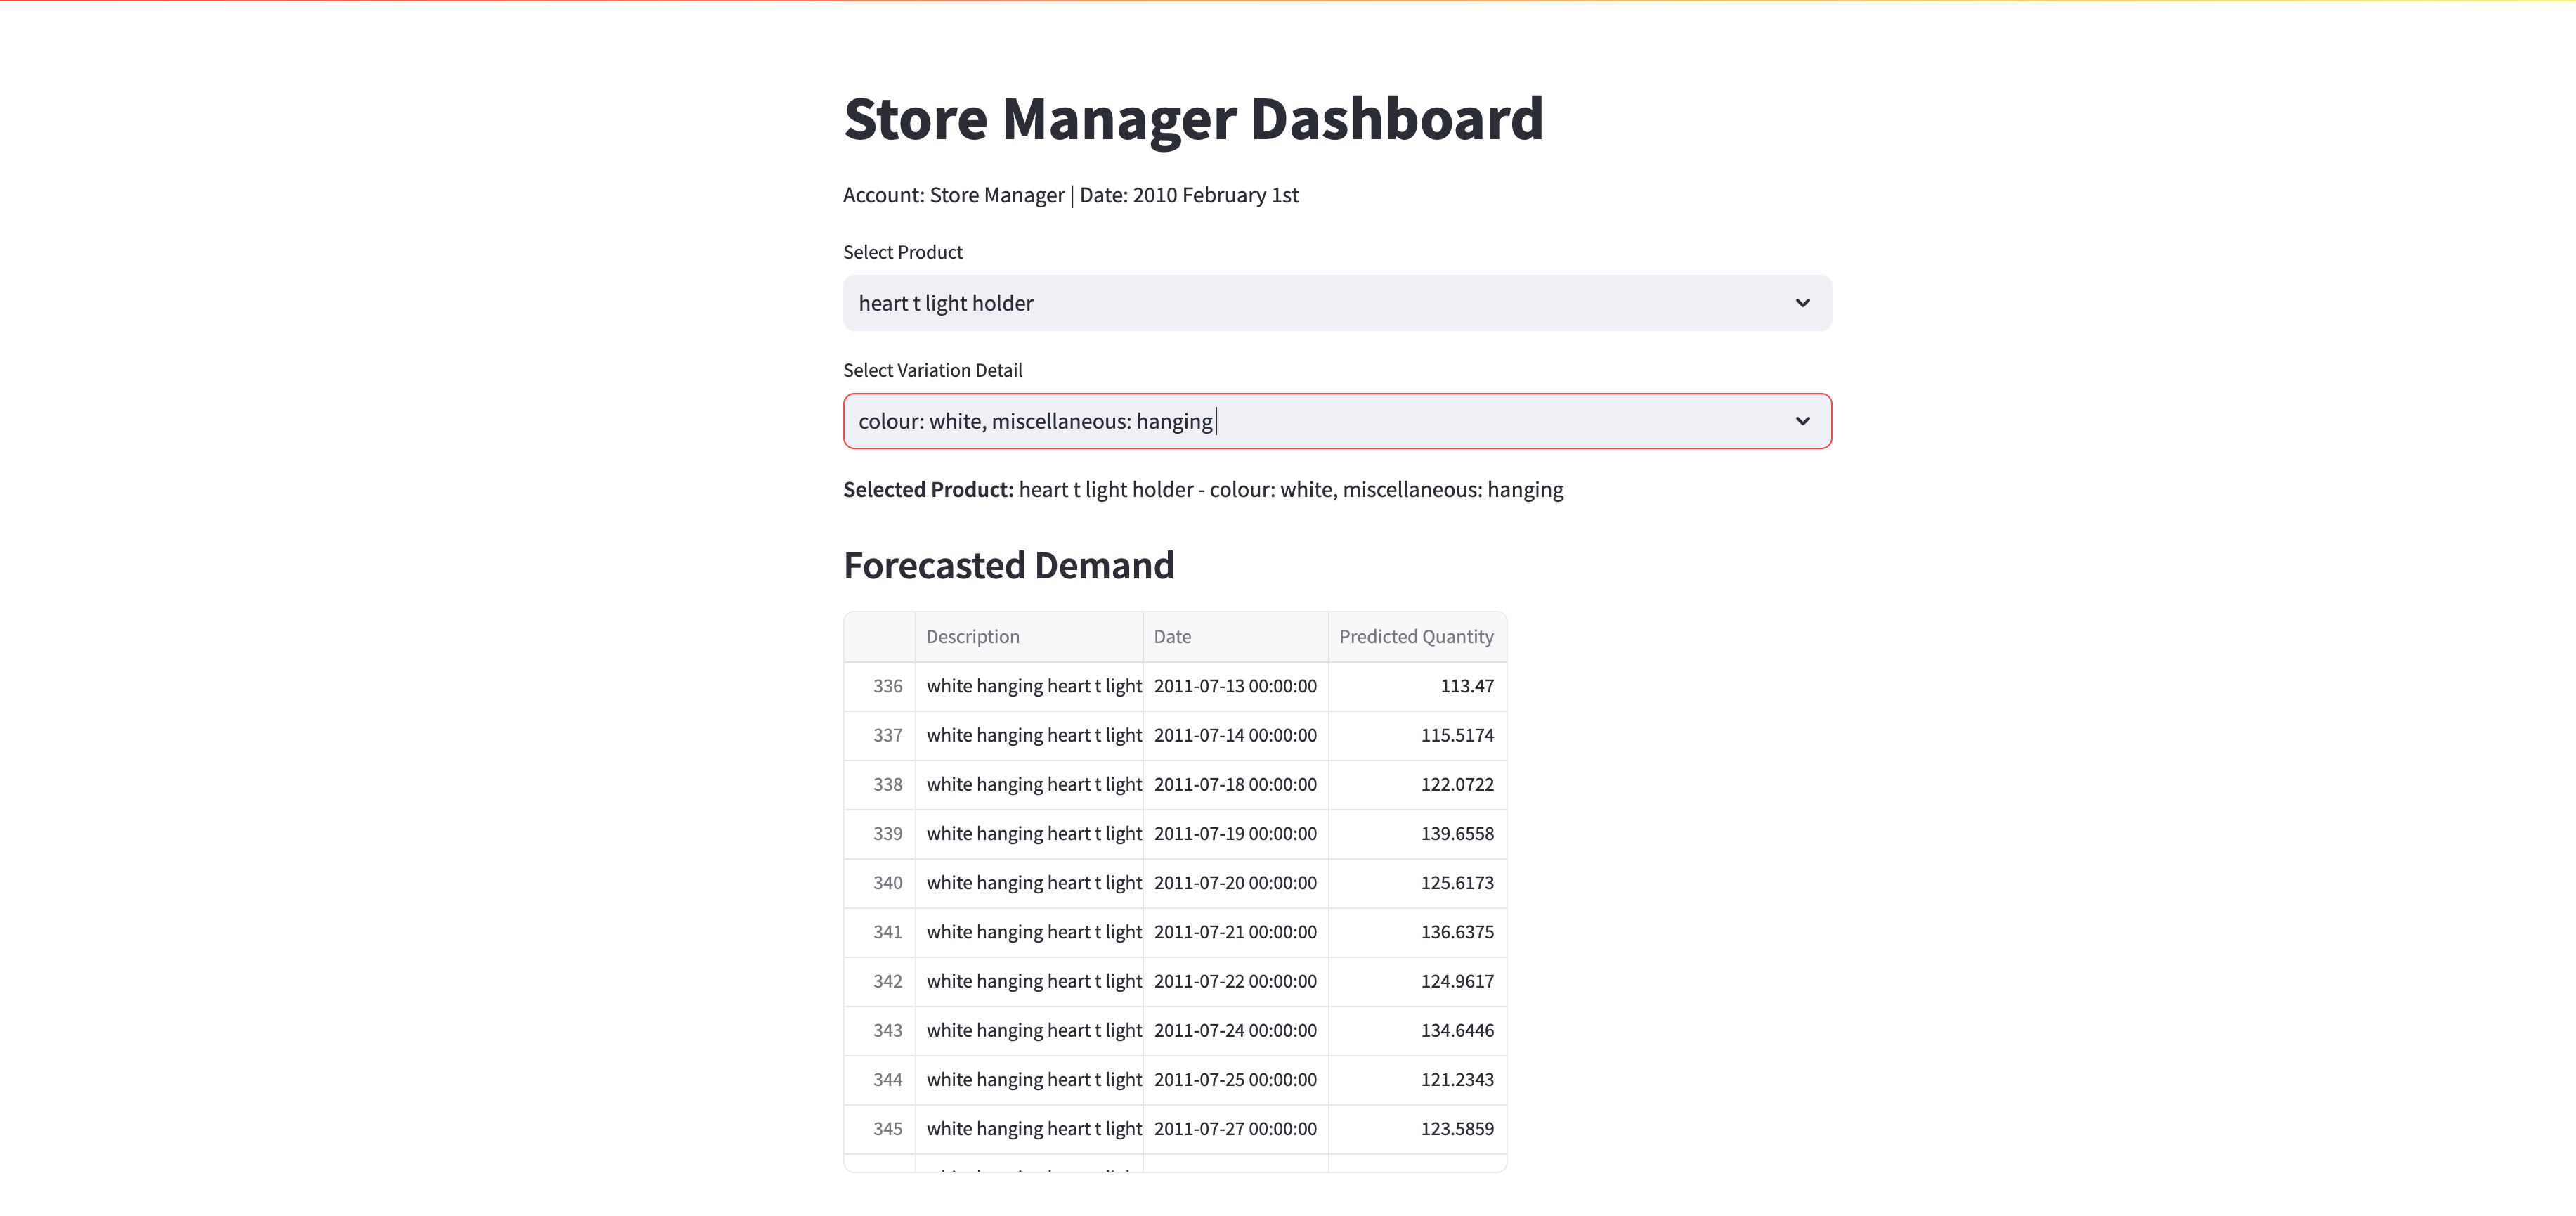 Store Manager Dashboard
Account: Store Manager | Date: 2010 February 1st
Select Product
heart t light holder
Select Variation Detail
colour: white, miscellaneous: hanging
Selected Product: heart t light holder - colour: white, miscellaneous: hanging
Forecasted Demand
Description Date Predicted Quantity
336 white hanging heart t light 2011-07-13 00:00:00 113.47
337 white hanging heart t light 2011-07-14 00:00:00 115.5174
338 white hanging heart t light 2011-07-18 00:00:00 122.0722
339 white hanging heart t light 2011-07-19 00:00:00 139.6558
340 white hanging heart t light 2011-07-20 00:00:00 125.6173
341 white hanging heart t light 2011-07-21 00:00:00 136.6375
342 white hanging heart t light 2011-07-22 00:00:00 124.9617
343 white hanging heart t light 2011-07-24 00:00:00 134.6446
344 white hanging heart t light 2011-07-25 00:00:00 121.2343
345 white hanging heart t light 2011-07-27 00:00:00 123.5859